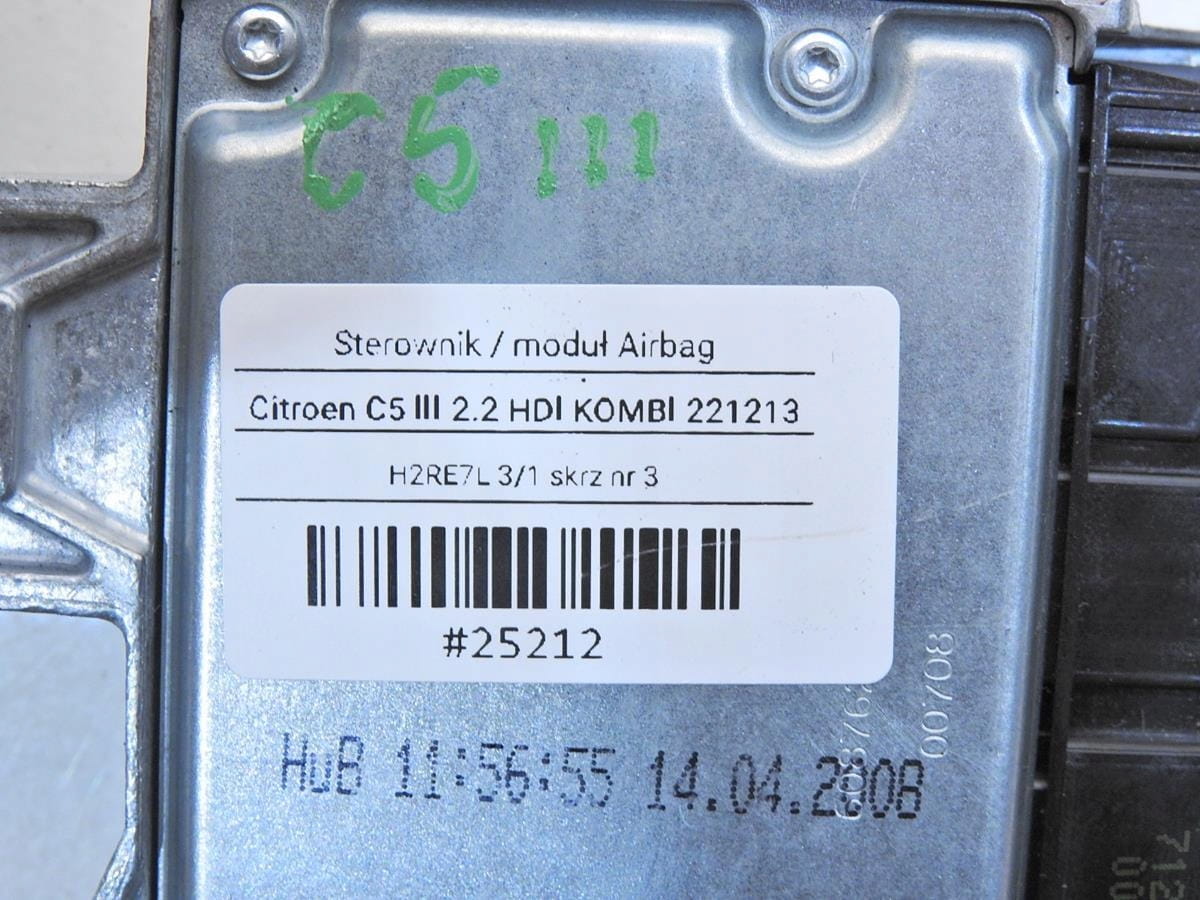 C5 III
Sterownik / moduł Airbag
Citroen C5 III 2.2 HDI KOMBI 221213
H2RE7L 3/1 skrz nr 3
#25212
00708
HuB 11:56:55 14.04.2008